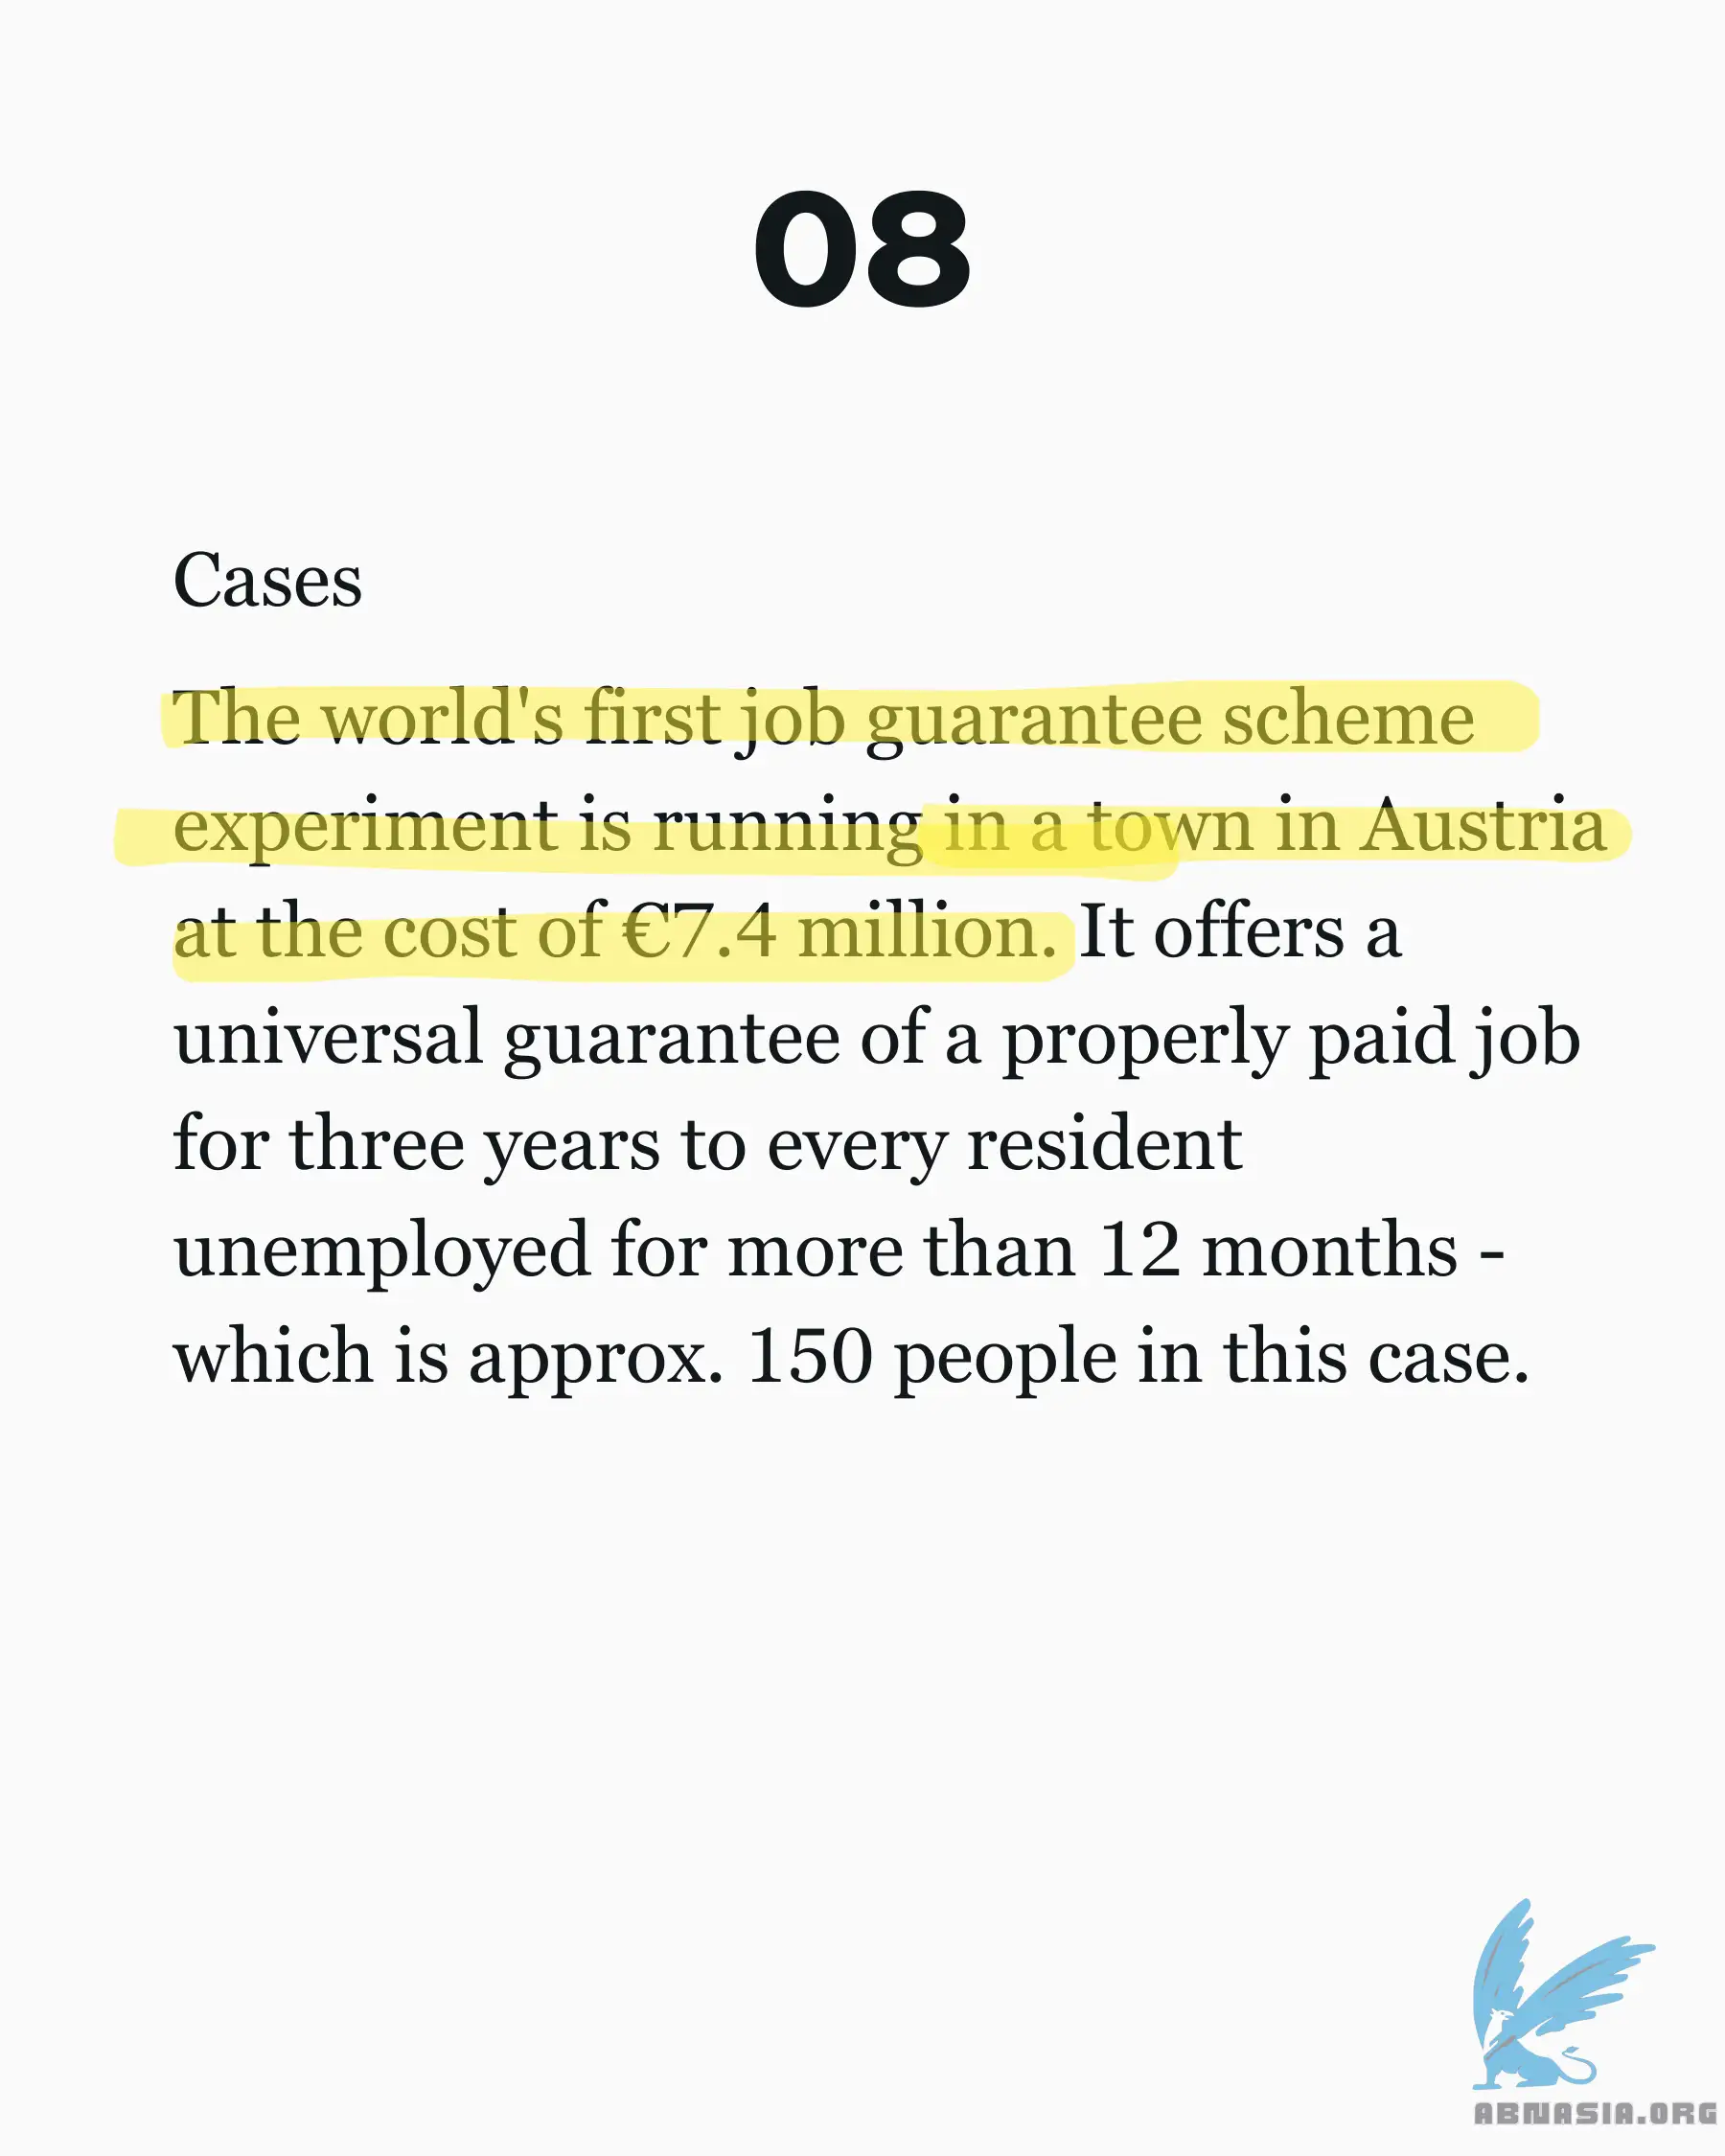 08
Cases
The world's first job guarantee scheme
experiment is running in a town in Austria
at the cost of €7.4 million. It offers a
universal guarantee of a properly paid job
for three years to every resident
unemployed for more than 12 months -
which is approx. 150 people in this case.
ABNASIA.ORG